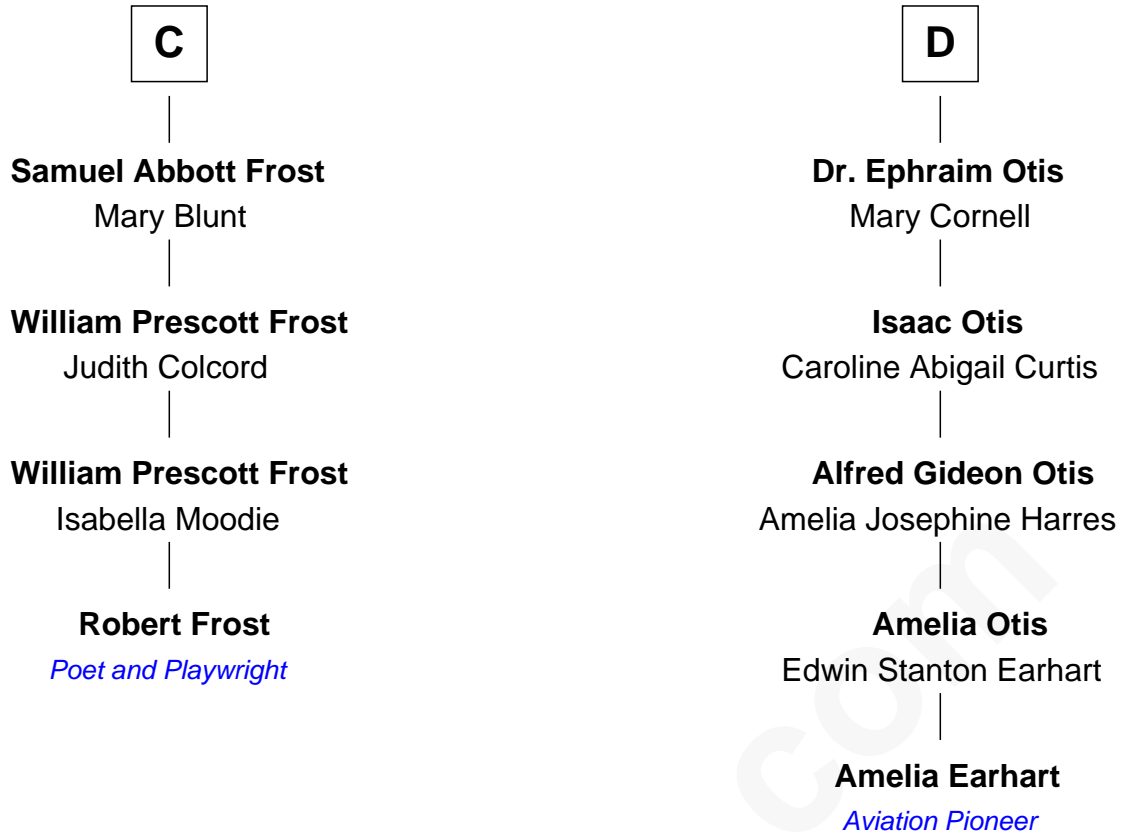 C
Samuel Abbott Frost
Mary Blunt
William Prescott Frost
Judith Colcord
William Prescott Frost
Isabella Moodie
Robert Frost
Poet and Playwright
D
Dr. Ephraim Otis
Mary Cornell
Isaac Otis
Caroline Abigail Curtis
Alfred Gideon Otis
Amelia Josephine Harres
Amelia Otis
Edwin Stanton Earhart
Amelia Earhart
Aviation Pioneer
com